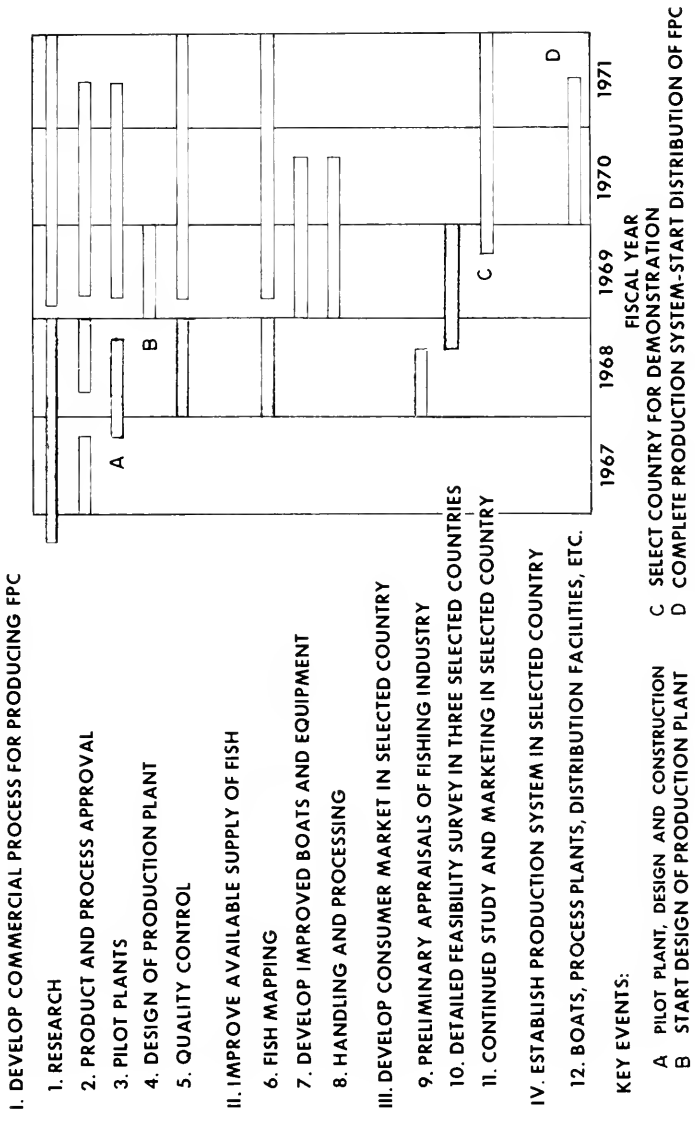 I. DEVELOP COMMERCIAL PROCESS FOR PRODUCING FPC
1. RESEARCH
2. PRODUCT AND PROCESS APPROVAL
3. PILOT PLANTS
A
4. DESIGN OF PRODUCTION PLANT
B
5. QUALITY CONTROL
II. IMPROVE AVAILABLE SUPPLY OF FISH
6. FISH MAPPING
7. DEVELOP IMPROVED BOATS AND EQUIPMENT
8. HANDLING AND PROCESSING
III. DEVELOP CONSUMER MARKET IN SELECTED COUNTRY
9. PRELIMINARY APPRAISALS OF FISHING INDUSTRY
10. DETAILED FEASIBILITY SURVEY IN THREE SELECTED COUNTRIES
11. CONTINUED STUDY AND MARKETING IN SELECTED COUNTRY
C
IV. ESTABLISH PRODUCTION SYSTEM IN SELECTED COUNTRY
12. BOATS, PROCESS PLANTS, DISTRIBUTION FACILITIES, ETC.
D
1967 1968 1969 1970 1971
FISCAL YEAR
KEY EVENTS:
A PILOT PLANT, DESIGN AND CONSTRUCTION
B START DESIGN OF PRODUCTION PLANT
C SELECT COUNTRY FOR DEMONSTRATION
D COMPLETE PRODUCTION SYSTEM-START DISTRIBUTION OF FPC